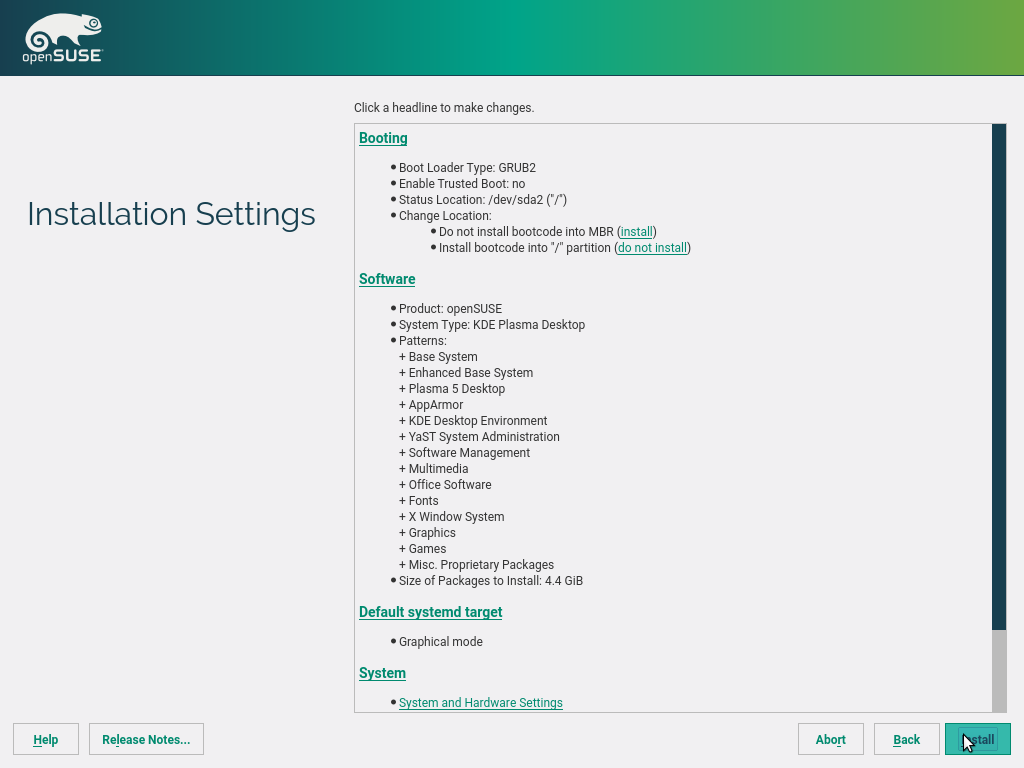 openSUSE
Click a headline to make changes.
Installation Settings
Booting
Boot Loader Type: GRUB2
Enable Trusted Boot: no
Status Location: /dev/sda2 ("/")
Change Location:
Do not install bootcode into MBR (install)
Install bootcode into "/" partition (do not install)
Software
Product: openSUSE
System Type: KDE Plasma Desktop
Patterns:
+ Base System
+ Enhanced Base System
+ Plasma 5 Desktop
+ AppArmor
+ KDE Desktop Environment
+ YaST System Administration
+ Software Management
+ Multimedia
+ Office Software
+ Fonts
+ X Window System
+ Graphics
+ Games
+ Misc. Proprietary Packages
Size of Packages to Install: 4.4 GiB
Default systemd target
Graphical mode
System
System and Hardware Settings
Help
Release Notes...
Abort
Back
Install